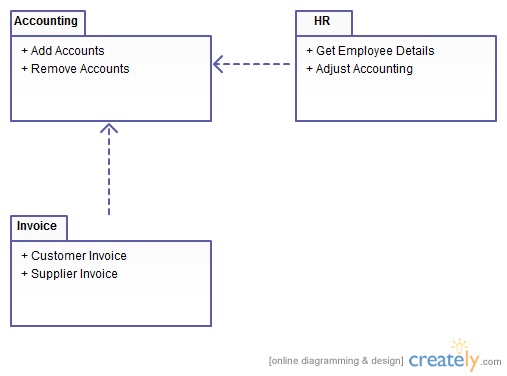 Accounting
+ Add Accounts
+ Remove Accounts
HR
+ Get Employee Details
+ Adjust Accounting
Invoice
+ Customer Invoice
+ Supplier Invoice
[online diagramming & design] creately.com